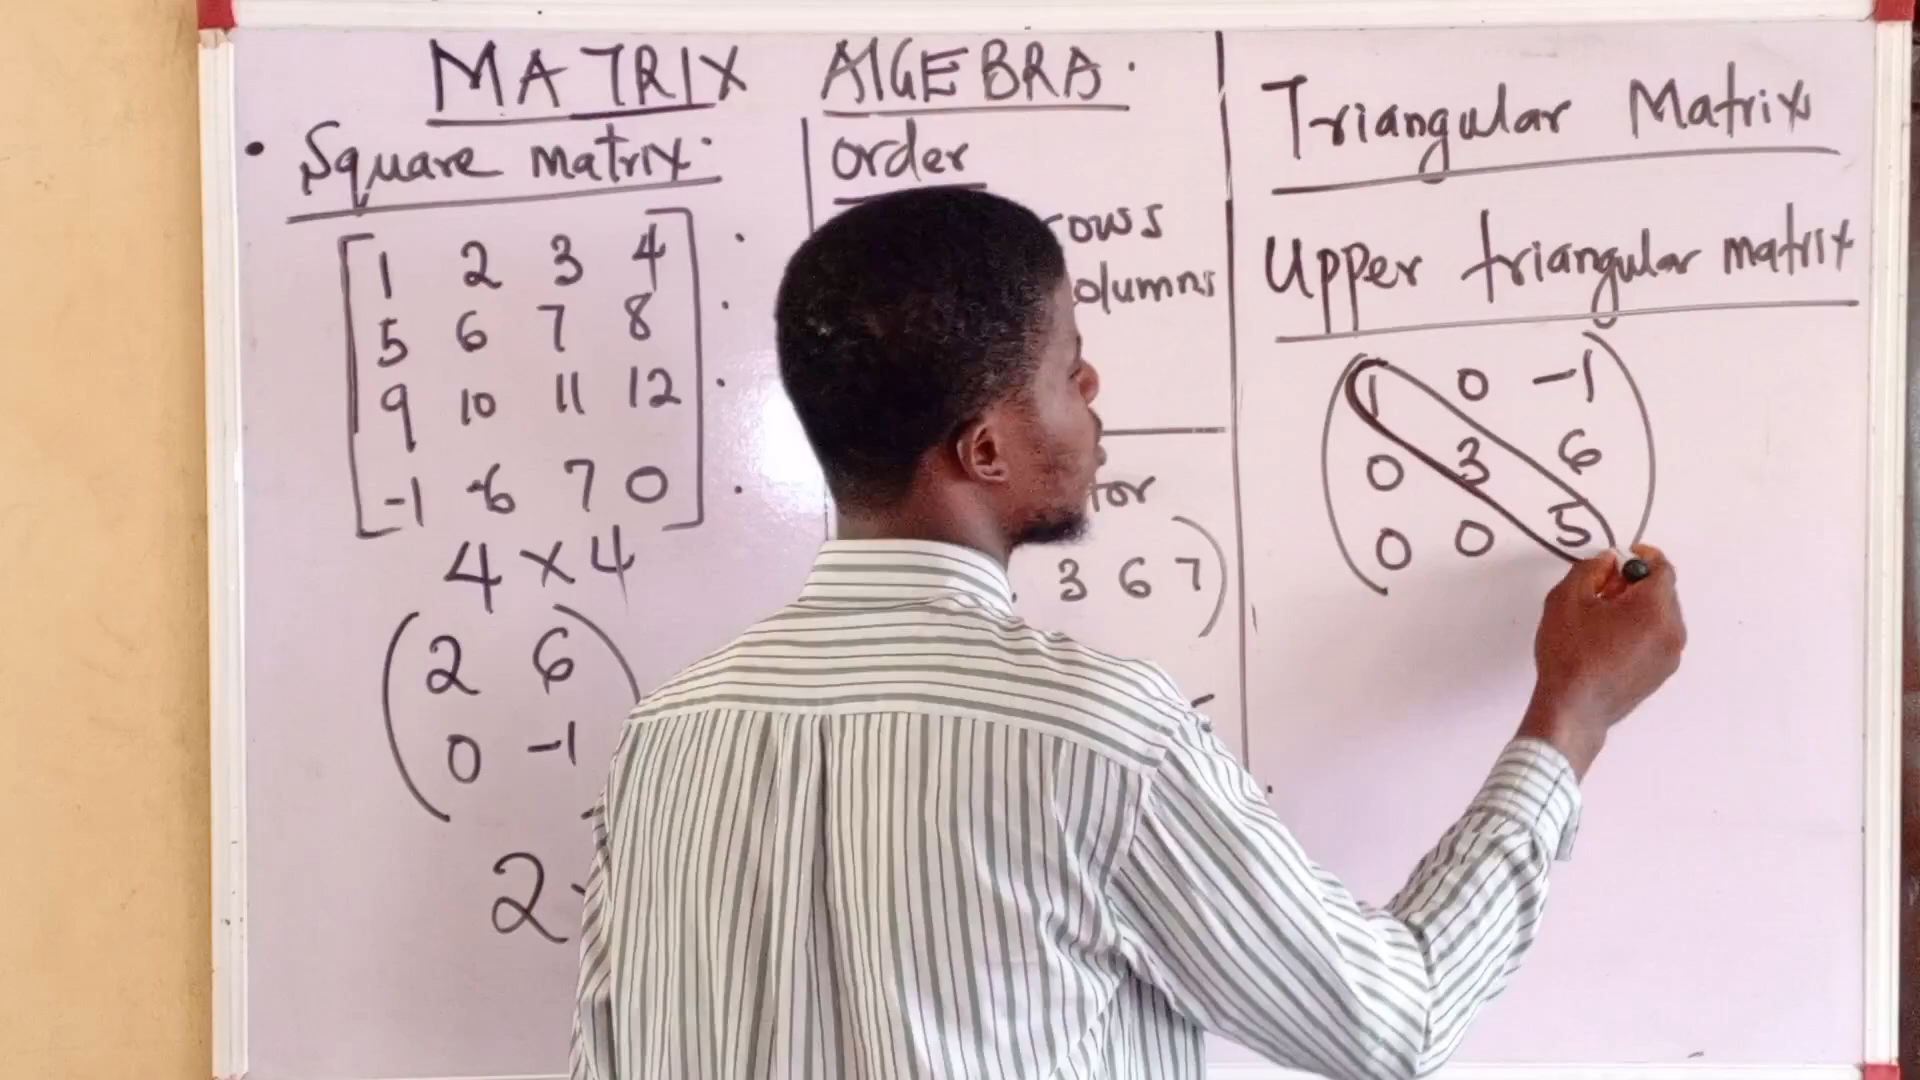 MATRIX ALGEBRA.
• Square matrix.
1 2 3 4
5 6 7 8
9 10 11 12
-1 -6 7 0
4 × 4
2 6
0 -1
2
order
rows
columns
3 6 7
Triangular Matrix
Upper triangular matrix
1 0 -1
0 3 6
0 0 5